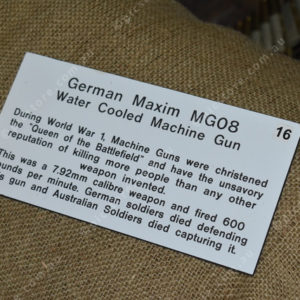 German Maxim MG08
Water Cooled Machine Gun
16
During World War 1, Machine Guns were christened
the "Queen of the Battlefield" and have the unsavory
reputation of killing more people than any other
weapon invented.
This was a 7.92mm calibre weapon and fired 600
ounds per minute. German soldiers died defending
s gun and Australian Soldiers died capturing it.